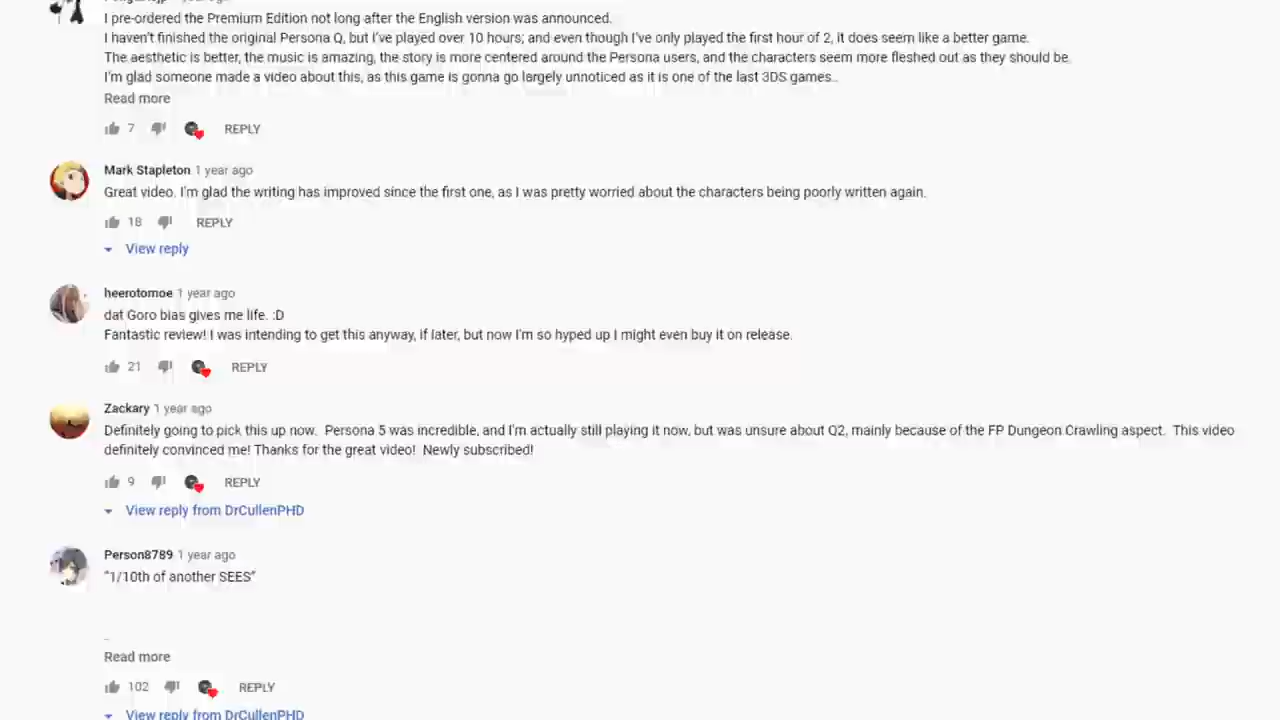 I pre-ordered the Premium Edition not long after the English version was announced.
I haven't finished the original Persona Q, but I've played over 10 hours; and even though I've only played the first hour of 2, it does seem like a better game.
The aesthetic is better, the music is amazing, the story is more centered around the Persona users, and the characters seem more fleshed out as they should be.
I'm glad someone made a video about this, as this game is gonna go largely unnoticed as it is one of the last 3DS games...
Read more
7 REPLY
Mark Stapleton 1 year ago
Great video. I'm glad the writing has improved since the first one, as I was pretty worried about the characters being poorly written again.
18 REPLY
View reply
heerotomoe 1 year ago
dat Goro bias gives me life. :D
Fantastic review! I was intending to get this anyway, if later, but now I'm so hyped up I might even buy it on release.
21 REPLY
Zackary 1 year ago
Definitely going to pick this up now.  Persona 5 was incredible, and I'm actually still playing it now, but was unsure about Q2, mainly because of the FP Dungeon Crawling aspect.  This video
definitely convinced me! Thanks for the great video!  Newly subscribed!
9 REPLY
View reply from DrCullenPHD
Person8789 1 year ago
"1/10th of another SEES"
...
Read more
102 REPLY
View reply from DrCullenPHD